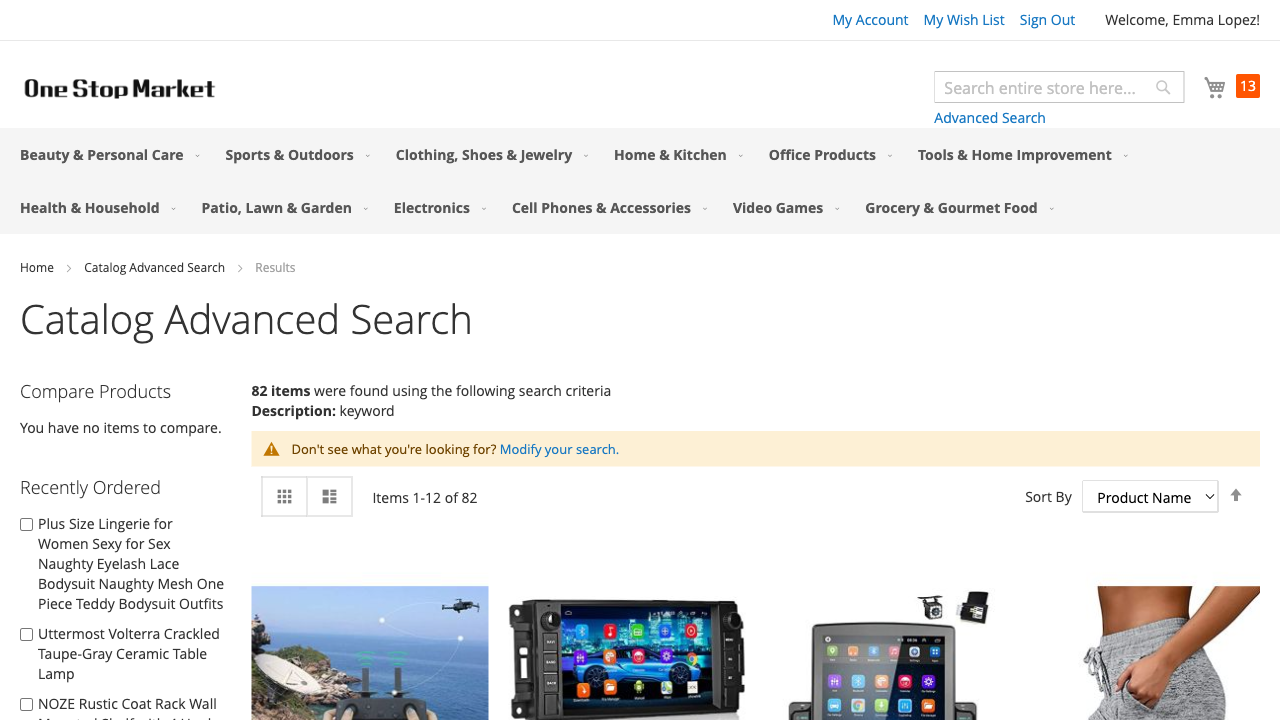 My Account My Wish List Sign Out Welcome, Emma Lopez!
One Stop Market
Search entire store here...
13
Advanced Search
Beauty & Personal Care Sports & Outdoors Clothing, Shoes & Jewelry Home & Kitchen Office Products Tools & Home Improvement
Health & Household Patio, Lawn & Garden Electronics Cell Phones & Accessories Video Games Grocery & Gourmet Food
Home Catalog Advanced Search Results
Catalog Advanced Search
Compare Products
You have no items to compare.
82 items were found using the following search criteria
Description: keyword
Don't see what you're looking for? Modify your search.
Items 1-12 of 82
Sort By Product Name
Recently Ordered
Plus Size Lingerie for
Women Sexy for Sex
Naughty Eyelash Lace
Bodysuit Naughty Mesh One
Piece Teddy Bodysuit Outfits
Uttermost Volterra Crackled
Taupe-Gray Ceramic Table
Lamp
NOZE Rustic Coat Rack Wall